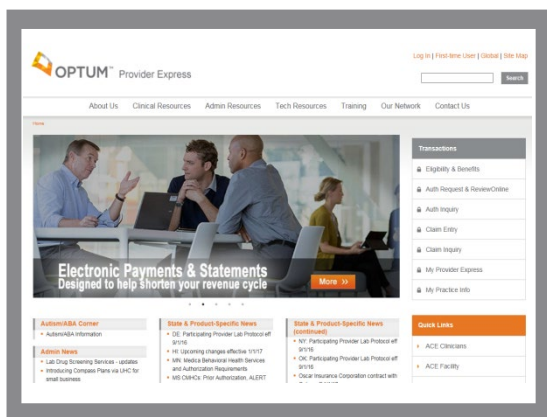 Log In | First-time User | Global | Site Map
OPTUM™ Provider Express
Search
About Us Clinical Resources Admin Resources Tech Resources Training Our Network Contact Us
Home
Electronic Payments & Statements
Designed to help shorten your revenue cycle
More »
Transactions
Eligibility & Benefits
Auth Request & ReviewOnline
Auth Inquiry
Claim Entry
Claim Inquiry
My Provider Express
My Practice Info
Quick Links
ACE Clinicians
ACE Facility
Autism/ABA Corner
Autism/ABA Information
Admin News
Lab Drug Screening Services - updates
Introducing Compass Plans via UHC for
small business
State & Product-Specific News
DE: Participating Provider Lab Protocol eff
9/1/16
HI: Upcoming changes effective 1/1/17
MN: Medica Behavioral Health Services
and Authorization Requirements
MS CMHCs: Prior Authorization, ALERT
State & Product-Specific News
(continued)
NY: Participating Provider Lab Protocol eff
9/1/16
OK: Participating Provider Lab Protocol eff
9/1/16
Oscar Insurance Corporation contract with